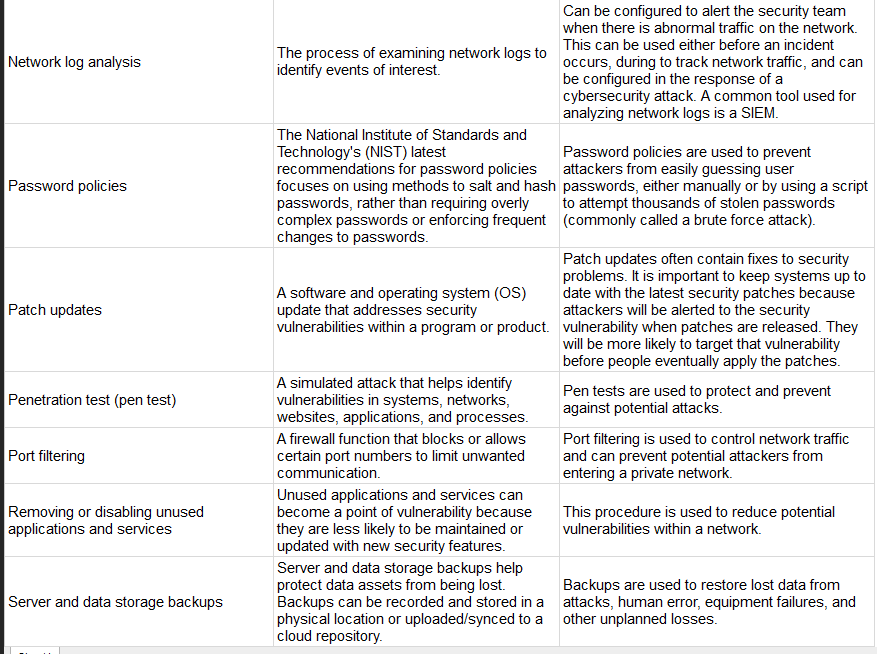 Network log analysis
The process of examining network logs to
identify events of interest.
Can be configured to alert the security team
when there is abnormal traffic on the network.
This can be used either before an incident
occurs, during to track network traffic, and can
be configured in the response of a
cybersecurity attack. A common tool used for
analyzing network logs is a SIEM.
Password policies
The National Institute of Standards and
Technology's (NIST) latest
recommendations for password policies
focuses on using methods to salt and hash
passwords, rather than requiring overly
complex passwords or enforcing frequent
changes to passwords.
Password policies are used to prevent
attackers from easily guessing user
passwords, either manually or by using a script
to attempt thousands of stolen passwords
(commonly called a brute force attack).
Patch updates
A software and operating system (OS)
update that addresses security
vulnerabilities within a program or product.
Patch updates often contain fixes to security
problems. It is important to keep systems up to
date with the latest security patches because
attackers will be alerted to the security
vulnerability when patches are released. They
will be more likely to target that vulnerability
before people eventually apply the patches.
Penetration test (pen test)
A simulated attack that helps identify
vulnerabilities in systems, networks,
websites, applications, and processes.
Pen tests are used to protect and prevent
against potential attacks.
Port filtering
A firewall function that blocks or allows
certain port numbers to limit unwanted
communication.
Port filtering is used to control network traffic
and can prevent potential attackers from
entering a private network.
Removing or disabling unused
applications and services
Unused applications and services can
become a point of vulnerability because
they are less likely to be maintained or
updated with new security features.
This procedure is used to reduce potential
vulnerabilities within a network.
Server and data storage backups
Server and data storage backups help
protect data assets from being lost.
Backups can be recorded and stored in a
physical location or uploaded/synced to a
cloud repository.
Backups are used to restore lost data from
attacks, human error, equipment failures, and
other unplanned losses.